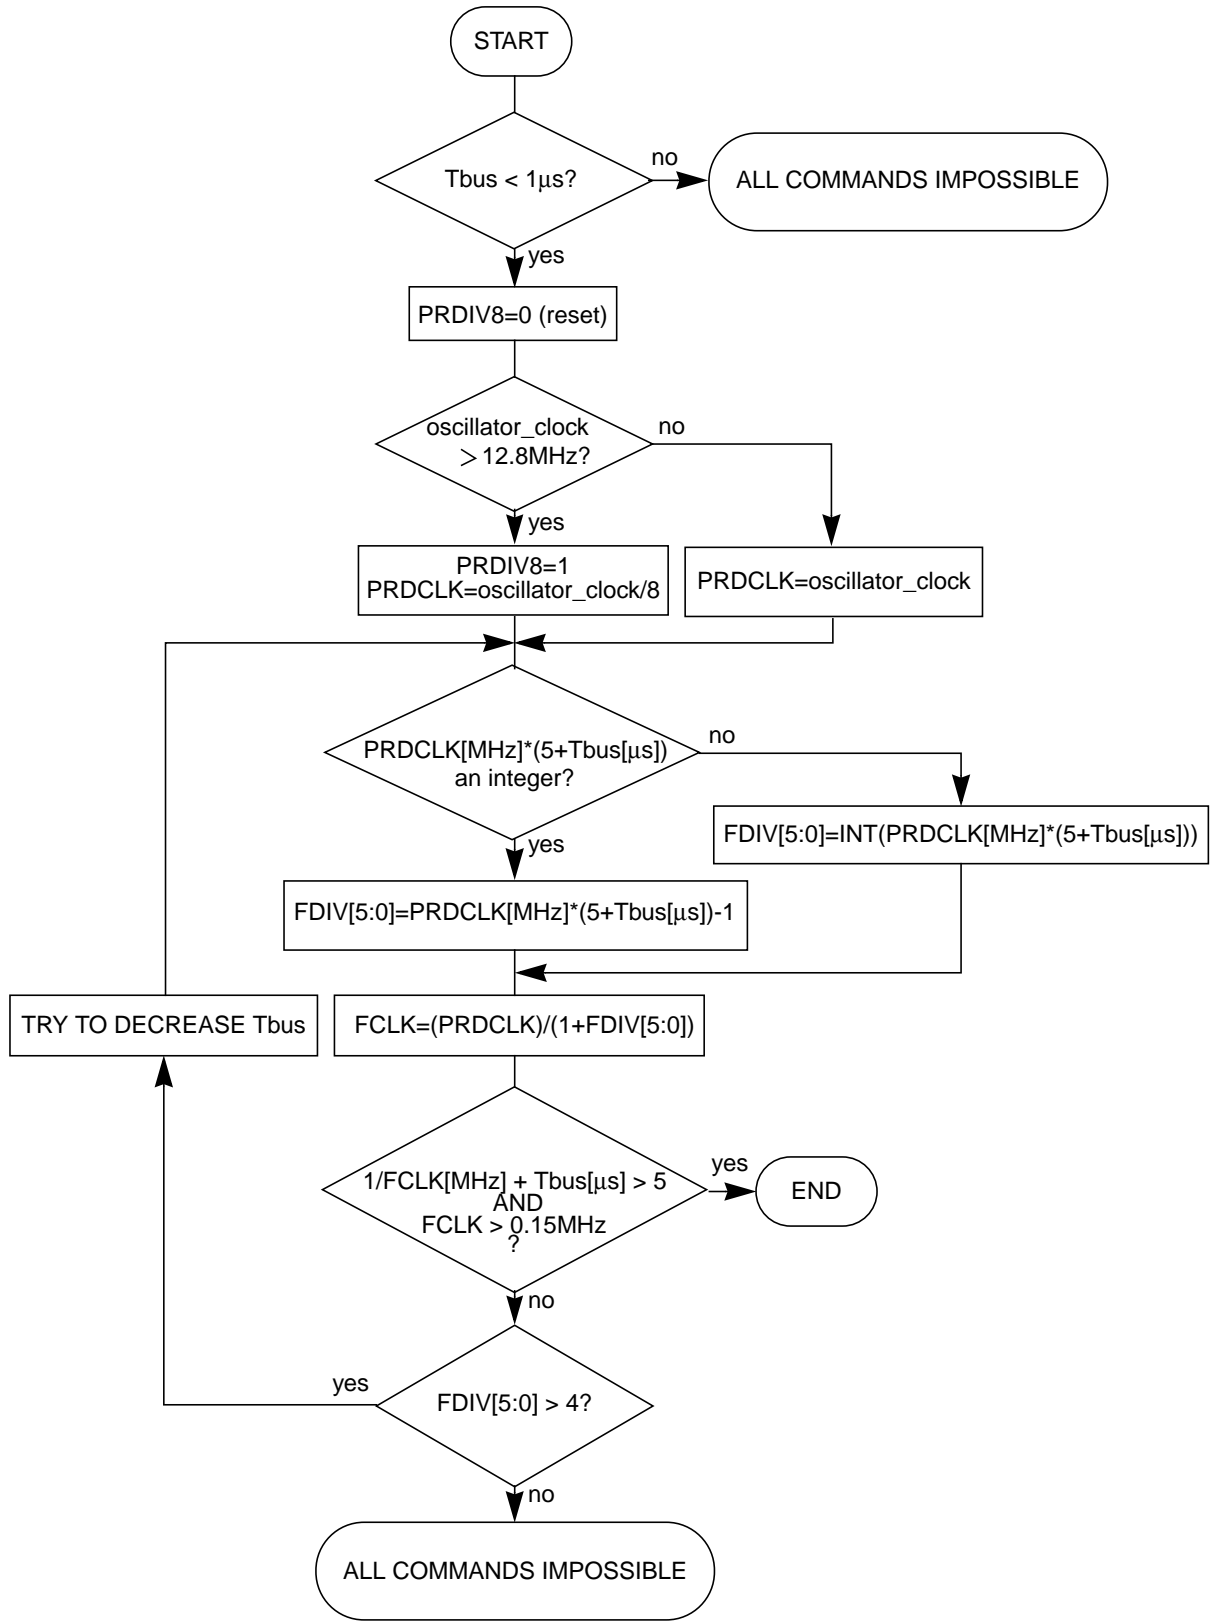 START
Tbus < 1μs?
no
ALL COMMANDS IMPOSSIBLE
yes
PRDIV8=0 (reset)
oscillator_clock
>12.8MHz?
no
yes
PRDIV8=1
PRDCLK=oscillator_clock/8
PRDCLK=oscillator_clock
PRDCLK[MHz]*(5+Tbus[μs])
an integer?
no
yes
FDIV[5:0]=INT(PRDCLK[MHz]*(5+Tbus[μs]))
FDIV[5:0]=PRDCLK[MHz]*(5+Tbus[μs])-1
TRY TO DECREASE Tbus
FCLK=(PRDCLK)/(1+FDIV[5:0])
1/FCLK[MHz] + Tbus[μs] > 5
AND
FCLK > 0.15MHz
?
yes
END
no
FDIV[5:0] > 4?
yes
no
ALL COMMANDS IMPOSSIBLE